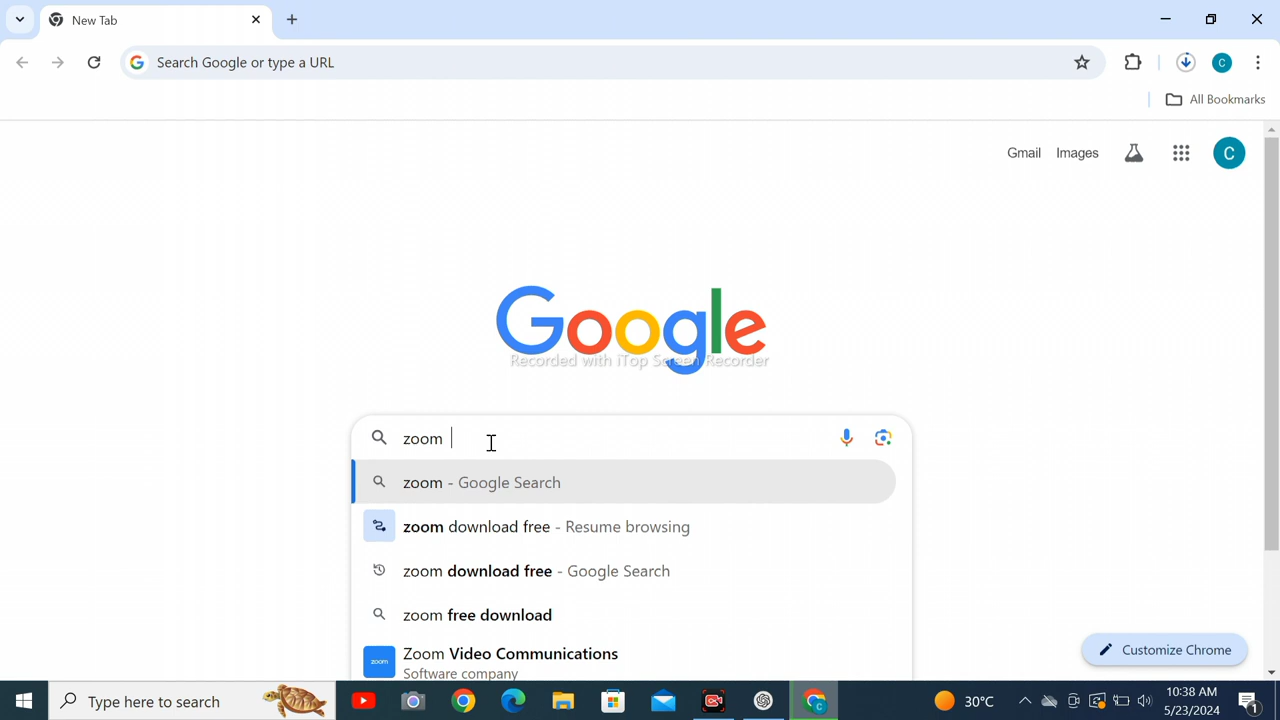 New Tab
Search Google or type a URL
All Bookmarks
Gmail Images
C
Google
Recorded with iTop Screen Recorder
zoom
zoom - Google Search
zoom download free - Resume browsing
zoom download free - Google Search
zoom free download
zoom
Zoom Video Communications
Software company
Customize Chrome
Type here to search
30°C
10:38 AM
5/23/2024
1